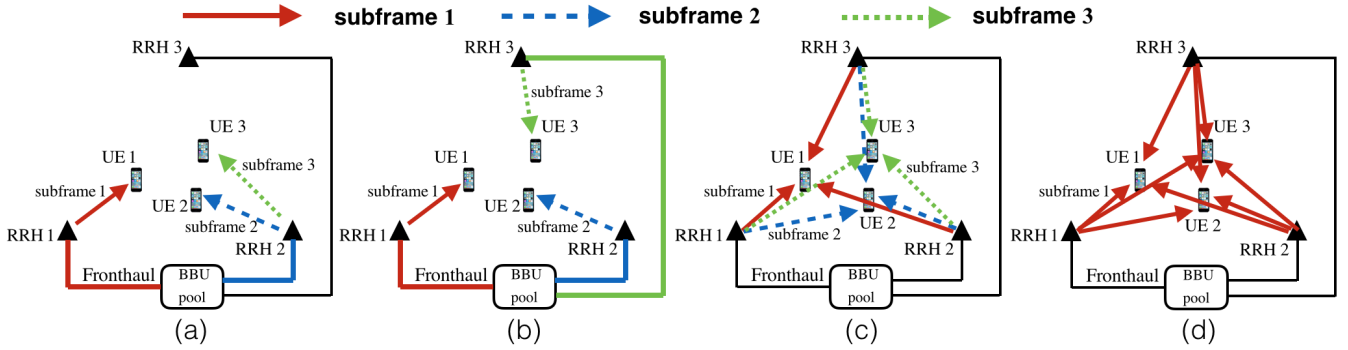 subframe 1
subframe 2
subframe 3
RRH 3
UE 3
UE 1
subframe 3
subframe 1
UE 2
subframe 2
RRH 1
RRH 2
Fronthaul
BBU
pool
(a)
RRH 3
subframe 3
UE 3
UE 1
subframe 1
UE 2
subframe 2
RRH 1
RRH 2
Fronthaul
BBU
pool
(b)
RRH 3
UE 3
UE 1
subframe 3
subframe 1
UE 2
subframe 2
RRH 1
RRH 2
Fronthaul
BBU
pool
(c)
RRH 3
UE 3
UE 1
subframe 1
UE 2
RRH 1
RRH 2
Fronthaul
BBU
pool
(d)